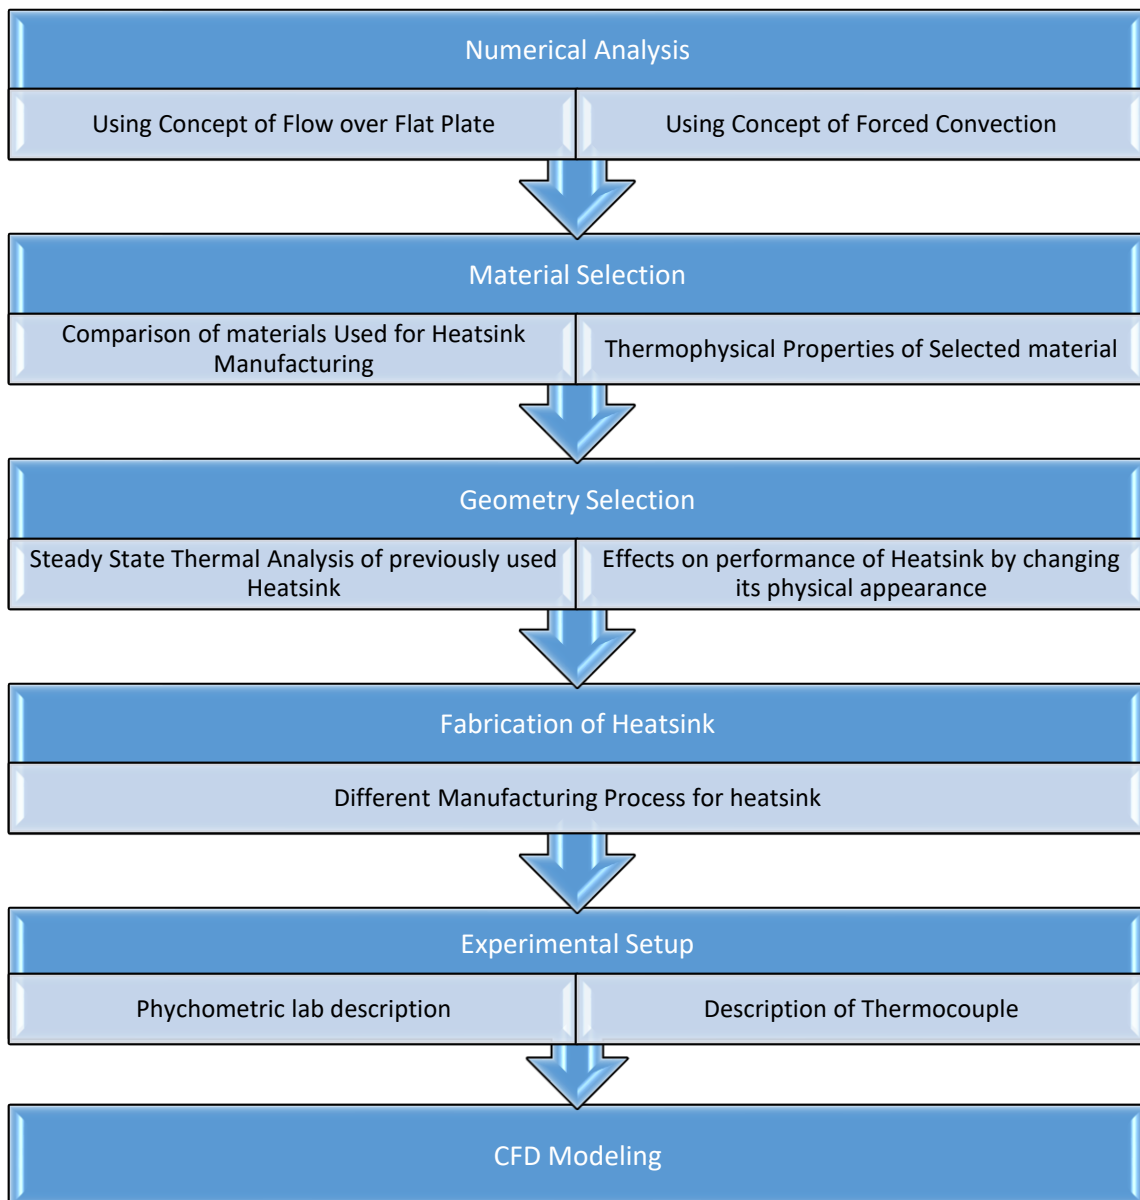 Numerical Analysis
Using Concept of Flow over Flat Plate
Using Concept of Forced Convection
Material Selection
Comparison of materials Used for Heatsink
Manufacturing
Thermophysical Properties of Selected material
Geometry Selection
Steady State Thermal Analysis of previously used
Heatsink
Effects on performance of Heatsink by changing
its physical appearance
Fabrication of Heatsink
Different Manufacturing Process for heatsink
Experimental Setup
Phychometric lab description
Description of Thermocouple
CFD Modeling